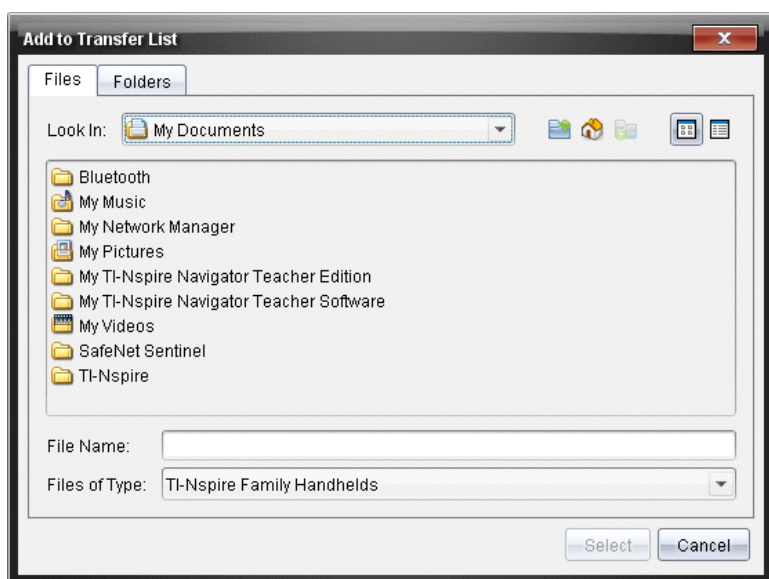 Add to Transfer List
Files Folders
Look In: My Documents
Bluetooth
My Music
My Network Manager
My Pictures
My TI-Nspire Navigator Teacher Edition
My TI-Nspire Navigator Teacher Software
My Videos
SafeNet Sentinel
TI-Nspire
File Name:
Files of Type: TI-Nspire Family Handhelds
Select Cancel